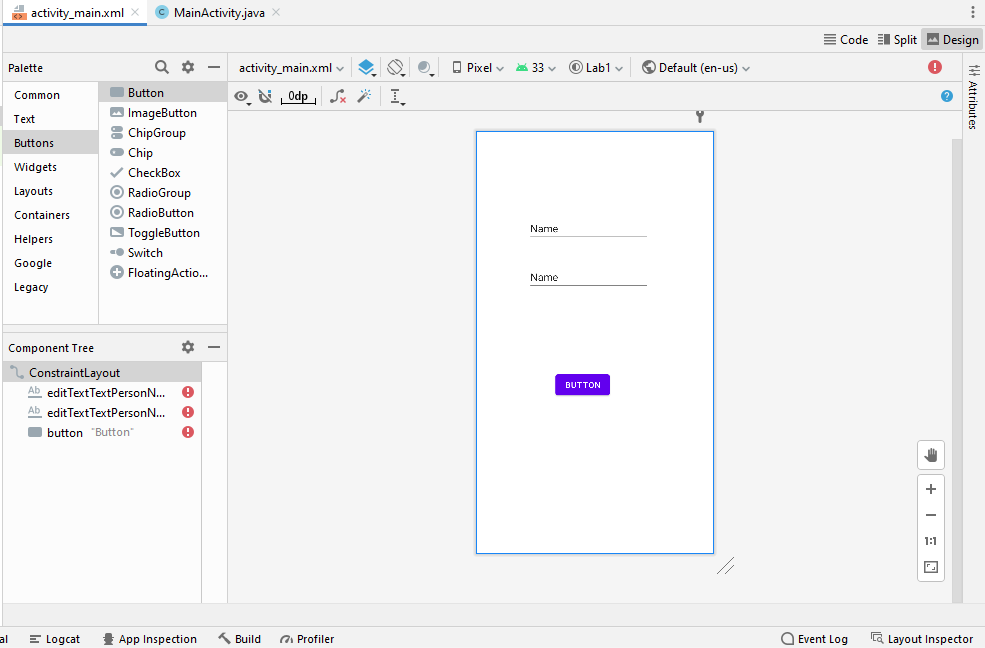 activity_main.xml MainActivity.java
Code Split Design
Palette
activity_main.xml Pixel 33 Lab1 Default (en-us)
Attributes
0dp
Common
Text
Buttons
Widgets
Layouts
Containers
Helpers
Google
Legacy
Button
ImageButton
ChipGroup
Chip
CheckBox
RadioGroup
RadioButton
ToggleButton
Switch
FloatingActio...
Component Tree
ConstraintLayout
Ab editTextTextPersonN...
Ab editTextTextPersonN...
button "Button"
Name
Name
BUTTON
1:1
al Logcat App Inspection Build Profiler Event Log Layout Inspector